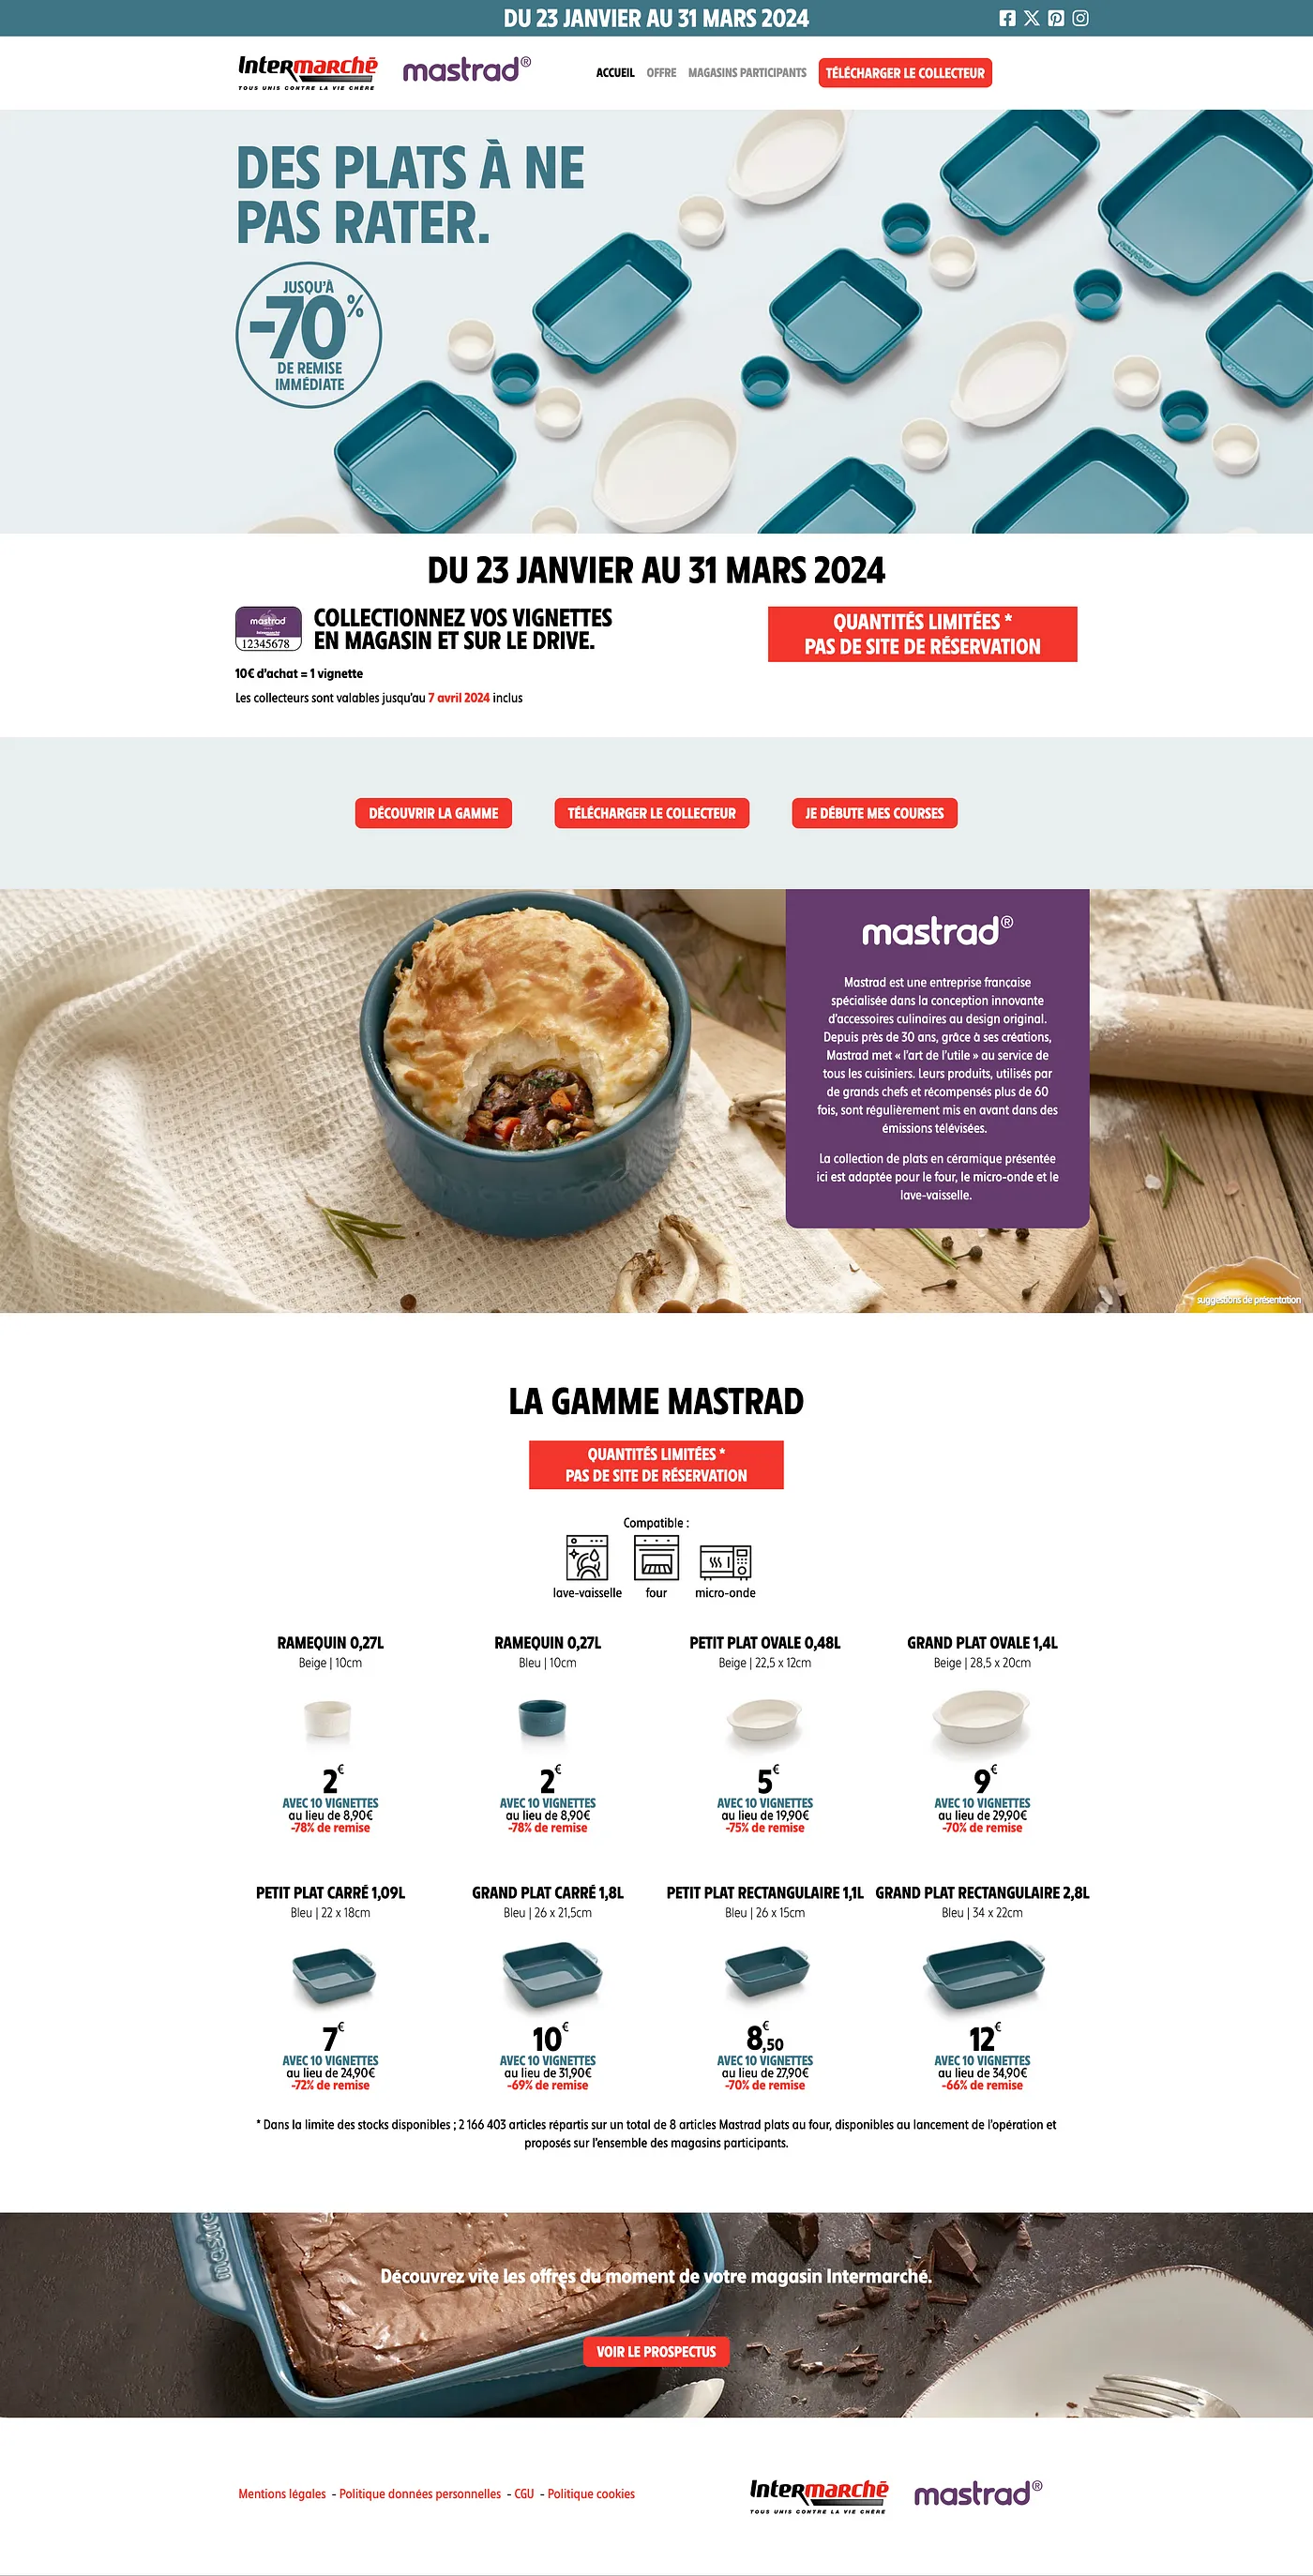 DU 23 JANVIER AU 31 MARS 2024
Intermarchē
TOUS UNIS CONTRE LA VIE CHÈRE
mastrad®
ACCUEIL OFFRE MAGASINS PARTICIPANTS TÉLÉCHARGER LE COLLECTEUR
DES PLATS À NE
PAS RATER.
JUSQU'À
-70%
DE REMISE
IMMÉDIATE
DU 23 JANVIER AU 31 MARS 2024
mastrad
12345678
COLLECTIONNEZ VOS VIGNETTES
EN MAGASIN ET SUR LE DRIVE.
10€ d'achat = 1 vignette
Les collecteurs sont valables jusqu'au 7 avril 2024 inclus
QUANTITÉS LIMITÉES *
PAS DE SITE DE RÉSERVATION
DÉCOUVRIR LA GAMME
TÉLÉCHARGER LE COLLECTEUR
JE DÉBUTE MES COURSES
mastrad®
Mastrad est une entreprise française
spécialisée dans la conception innovante
d'accessoires culinaires au design original.
Depuis près de 30 ans, grâce à ses créations,
Mastrad met « l'art de l'utile » au service de
tous les cuisiniers. Leurs produits, utilisés par
de grands chefs et récompensés plus de 60
fois, sont régulièrement mis en avant dans des
émissions télévisées.
La collection de plats en céramique présentée
ici est adaptée pour le four, le micro-onde et le
lave-vaisselle.
suggestions de présentation
LA GAMME MASTRAD
QUANTITÉS LIMITÉES *
PAS DE SITE DE RÉSERVATION
Compatible :
lave-vaisselle four micro-onde
RAMEQUIN 0,27L
Beige | 10cm
2€
AVEC 10 VIGNETTES
au lieu de 8,90€
-78% de remise
RAMEQUIN 0,27L
Bleu | 10cm
2€
AVEC 10 VIGNETTES
au lieu de 8,90€
-78% de remise
PETIT PLAT OVALE 0,48L
Beige | 22,5 x 12cm
5€
AVEC 10 VIGNETTES
au lieu de 19,90€
-75% de remise
GRAND PLAT OVALE 1,4L
Beige | 28,5 x 20cm
9€
AVEC 10 VIGNETTES
au lieu de 29,90€
-70% de remise
PETIT PLAT CARRÉ 1,09L
Bleu | 22 x 18cm
7€
AVEC 10 VIGNETTES
au lieu de 24,90€
-72% de remise
GRAND PLAT CARRÉ 1,8L
Bleu | 26 x 21,5cm
10€
AVEC 10 VIGNETTES
au lieu de 31,90€
-69% de remise
PETIT PLAT RECTANGULAIRE 1,1L
Bleu | 26 x 15cm
8€,50
AVEC 10 VIGNETTES
au lieu de 27,90€
-70% de remise
GRAND PLAT RECTANGULAIRE 2,8L
Bleu | 34 x 22cm
12€
AVEC 10 VIGNETTES
au lieu de 34,90€
-66% de remise
* Dans la limite des stocks disponibles ; 2 166 403 articles répartis sur un total de 8 articles Mastrad plats au four, disponibles au lancement de l'opération et
proposés sur l'ensemble des magasins participants.
Découvrez vite les offres du moment de votre magasin Intermarché.
VOIR LE PROSPECTUS
Mentions légales - Politique données personnelles - CGU - Politique cookies
Intermarchē
TOUS UNIS CONTRE LA VIE CHÈRE
mastrad®